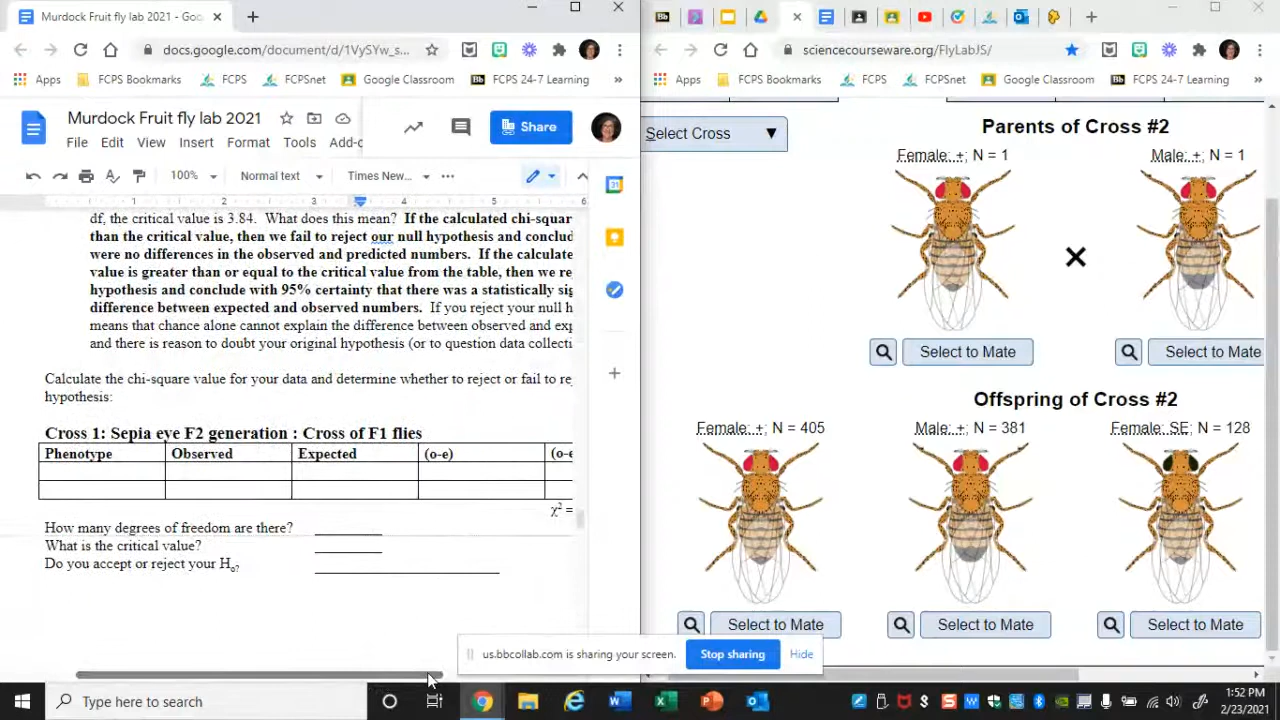 Murdock Fruit fly lab 2021 - Goo
docs.google.com/document/d/1VySYw_s...
Apps FCPS Bookmarks FCPS FCPSnet Google Classroom Bb FCPS 24-7 Learning »
Murdock Fruit fly lab 2021
File Edit View Insert Format Tools Add-o
Share
100% Normal text Times New...
1 2 3 4 5 6
df, the critical value is 3.84. What does this mean? If the calculated chi-squar
than the critical value, then we fail to reject our null hypothesis and conclud
were no differences in the observed and predicted numbers. If the calculate
value is greater than or equal to the critical value from the table, then we re
hypothesis and conclude with 95% certainty that there was a statistically sig
difference between expected and observed numbers. If you reject your null h
means that chance alone cannot explain the difference between observed and exp
and there is reason to doubt your original hypothesis (or to question data collecti
Calculate the chi-square value for your data and determine whether to reject or fail to re
hypothesis:
Cross 1: Sepia eye F2 generation : Cross of F1 flies
Phenotype Observed Expected (o-e) (o-e
χ² =
How many degrees of freedom are there?
What is the critical value?
Do you accept or reject your Ho?
sciencecourseware.org/FlyLabJS/
Apps FCPS Bookmarks FCPS FCPSnet Google Classroom Bb FCPS 24-7 Learning »
Select Cross ▼
Parents of Cross #2
Female: +; N = 1 Male: +; N = 1
×
Select to Mate Select to Mate
Offspring of Cross #2
Female: +; N = 405 Male: +; N = 381 Female: SE; N = 128
Select to Mate Select to Mate Select to Mate
us.bbcollab.com is sharing your screen. Stop sharing Hide
Type here to search
1:52 PM
2/23/2021